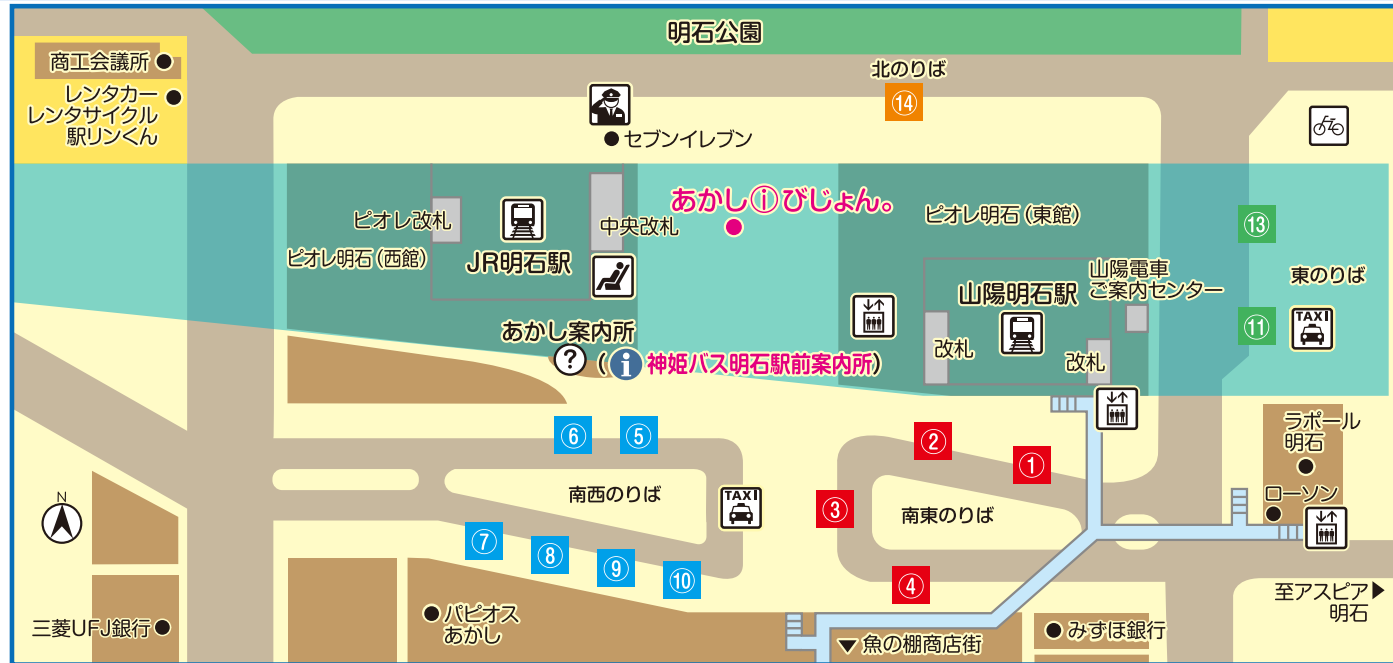 明石公園
商工会議所
レンタカー
レンタサイクル
駅リンくん
北のりば
⑭
セブンイレブン
あかしⓘびじょん。
ピオレ改札
中央改札
ピオレ明石（西館）
JR明石駅
ピオレ明石（東館）
⑬
山陽電車
ご案内センター
山陽明石駅
東のりば
改札
改札
⑪
TAXI
あかし案内所
?
（i 神姫バス明石駅前案内所）
⑥
⑤
②
①
ラポール
明石
ローソン
N
南西のりば
TAXI
③
南東のりば
⑦
⑧
⑨
⑩
④
至アスピア▶
明石
三菱UFJ銀行
パピオス
あかし
▼魚の棚商店街
みずほ銀行